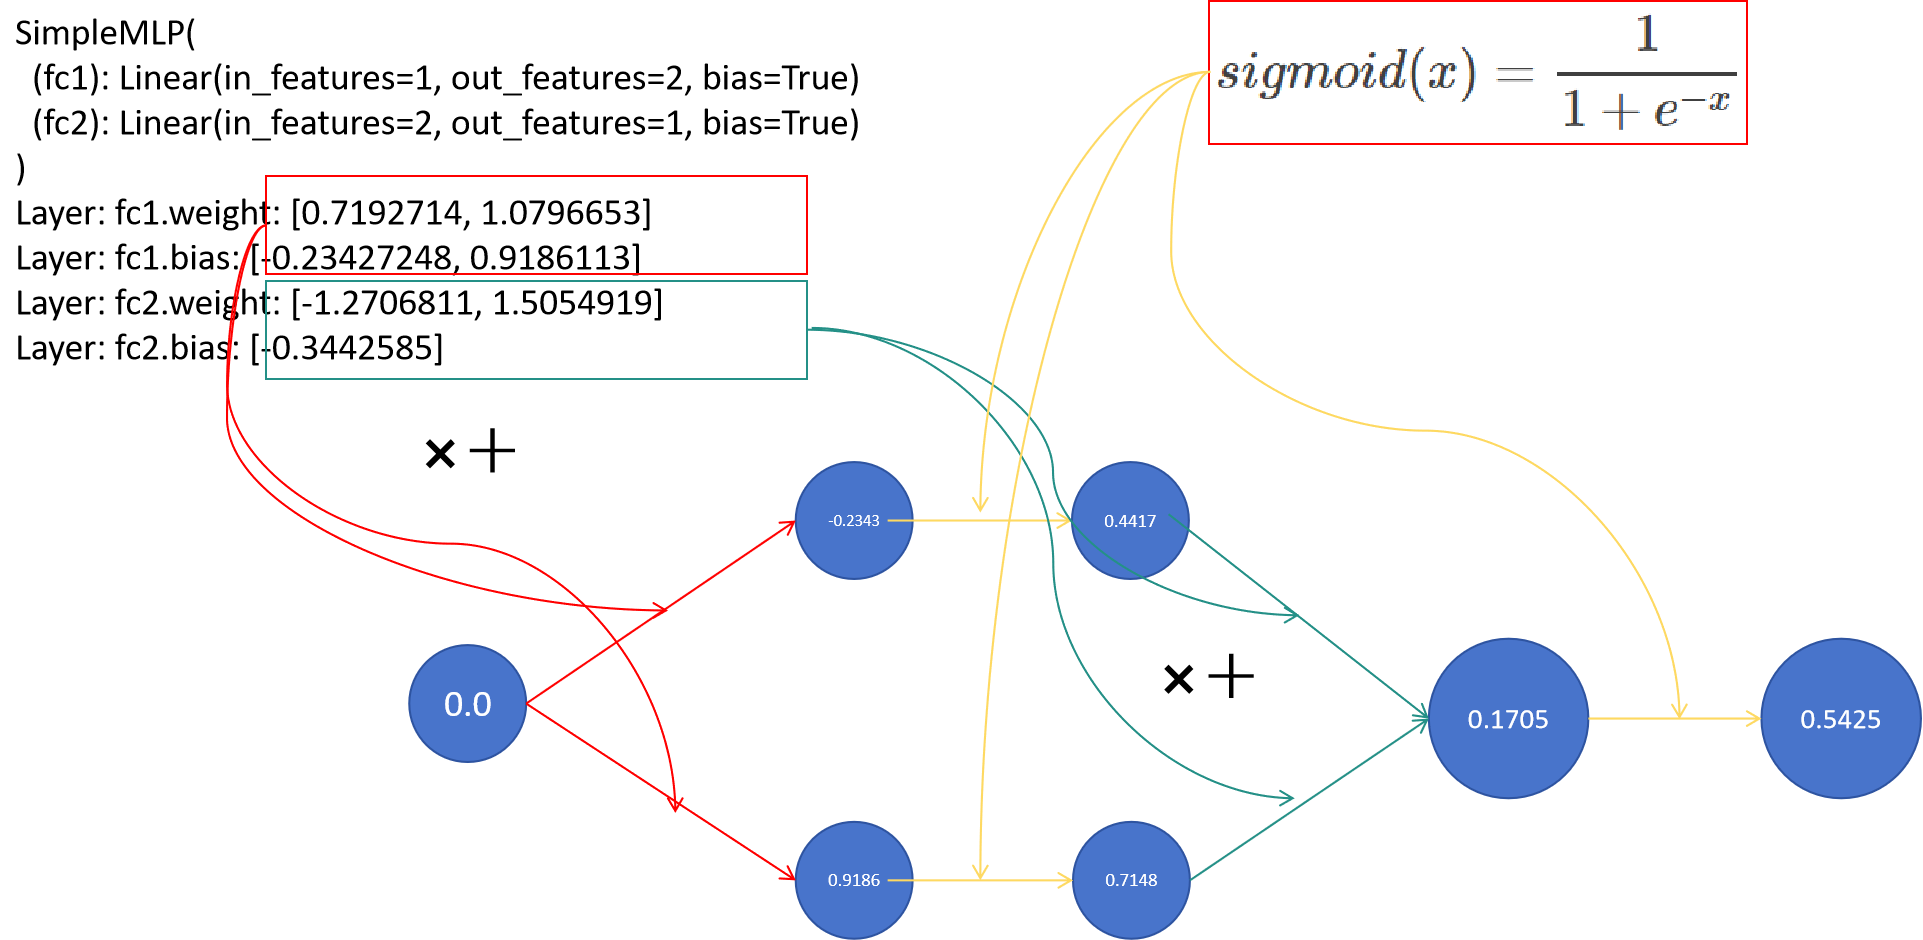 SimpleMLP(
(fc1): Linear(in_features=1, out_features=2, bias=True)
(fc2): Linear(in_features=2, out_features=1, bias=True)
)
Layer: fc1.weight: [0.7192714, 1.0796653]
Layer: fc1.bias: [-0.23427248, 0.9186113]
Layer: fc2.weight: [-1.2706811, 1.5054919]
Layer: fc2.bias: [-0.3442585]
sigmoid(x) = 1 / (1 + e^{-x})
× +
-0.2343
0.4417
× +
0.0
0.1705
0.5425
0.9186
0.7148